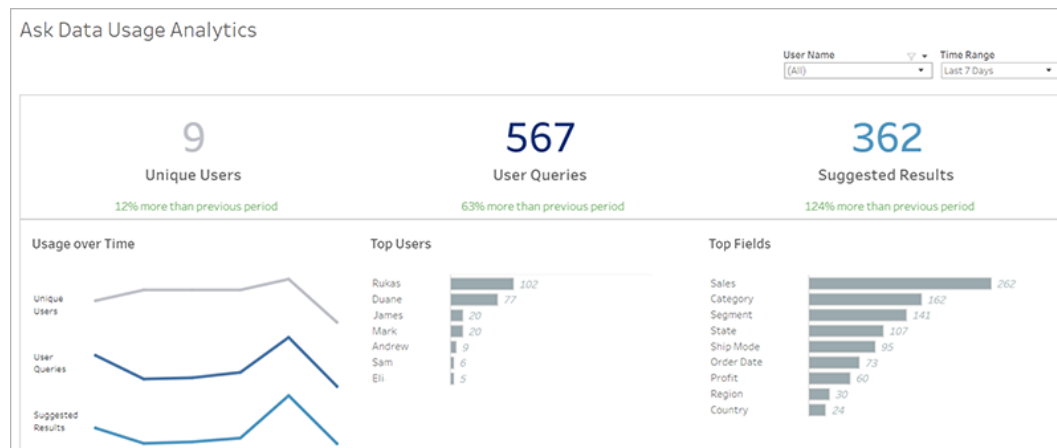 Ask Data Usage Analytics
User Name
Time Range
(All)
Last 7 Days
9
567
362
Unique Users
User Queries
Suggested Results
12% more than previous period
63% more than previous period
124% more than previous period
Usage over Time
Unique
Users
User
Queries
Suggested
Results
Top Users
Rukas 102
Duane 77
James 20
Mark 20
Andrew 9
Sam 6
Eli 5
Top Fields
Sales 262
Category 162
Segment 141
State 107
Ship Mode 95
Order Date 73
Profit 60
Region 30
Country 24